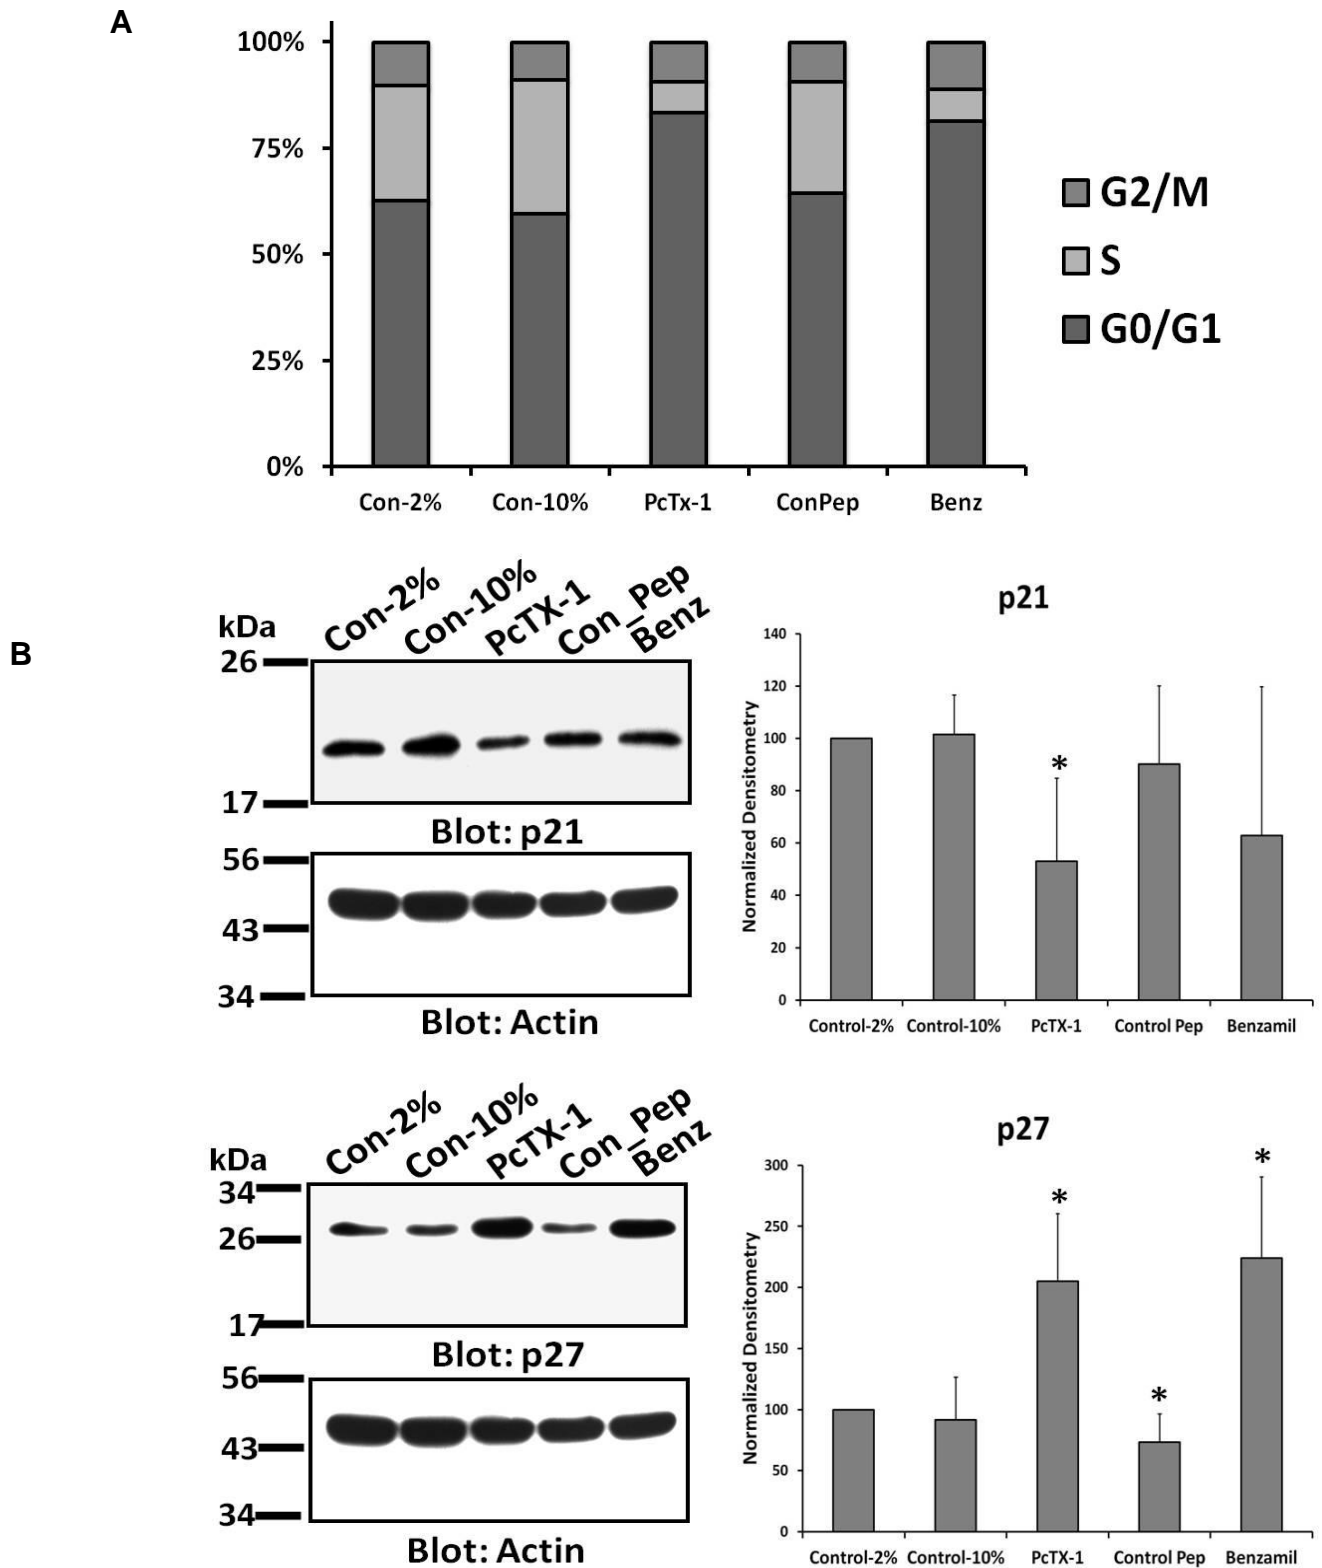 A
100%
75%
50%
25%
0%
Con-2% Con-10% PcTx-1 ConPep Benz
G2/M
S
G0/G1
B
kDa
Con-2% Con-10% PcTX-1 Con_Pep Benz
26
17
Blot: p21
56
43
34
Blot: Actin
p21
Normalized Densitometry
140
120
100
80
60
40
20
0
*
Control-2% Control-10% PcTX-1 Control Pep Benzamil
kDa
Con-2% Con-10% PcTX-1 Con_Pep Benz
34
26
17
Blot: p27
56
43
34
Blot: Actin
p27
Normalized Densitometry
300
250
200
150
100
50
0
* * *
Control-2% Control-10% PcTX-1 Control Pep Benzamil